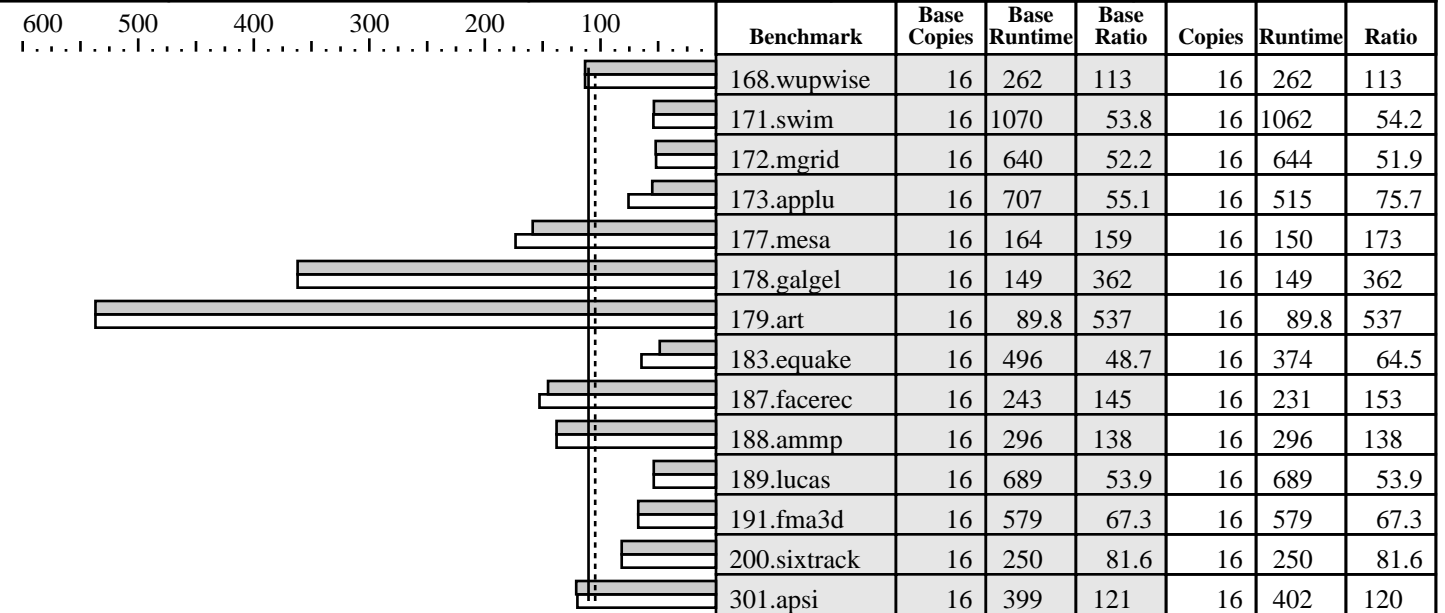 600 500 400 300 200 100
Benchmark Base Copies Base Runtime Base Ratio Copies Runtime Ratio
168.wupwise 16 262 113 16 262 113
171.swim 16 1070 53.8 16 1062 54.2
172.mgrid 16 640 52.2 16 644 51.9
173.applu 16 707 55.1 16 515 75.7
177.mesa 16 164 159 16 150 173
178.galgel 16 149 362 16 149 362
179.art 16 89.8 537 16 89.8 537
183.equake 16 496 48.7 16 374 64.5
187.facerec 16 243 145 16 231 153
188.ammp 16 296 138 16 296 138
189.lucas 16 689 53.9 16 689 53.9
191.fma3d 16 579 67.3 16 579 67.3
200.sixtrack 16 250 81.6 16 250 81.6
301.apsi 16 399 121 16 402 120